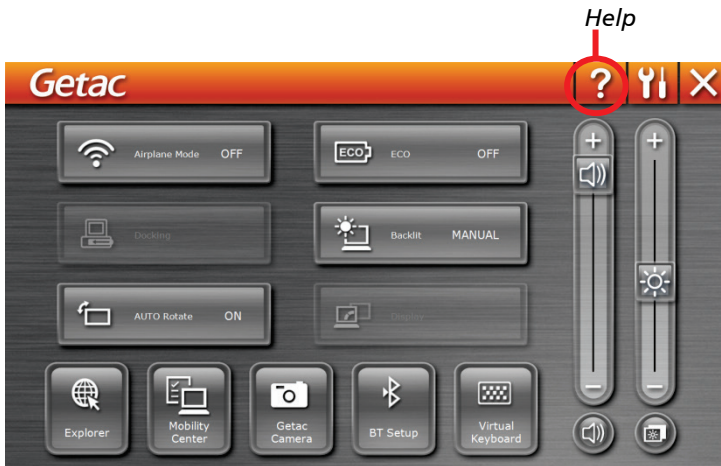 Help
Getac
?
Airplane Mode OFF
ECO ECO OFF
Docking
Backlit MANUAL
AUTO Rotate ON
Display
Explorer
Mobility
Center
Getac
Camera
BT Setup
Virtual
Keyboard